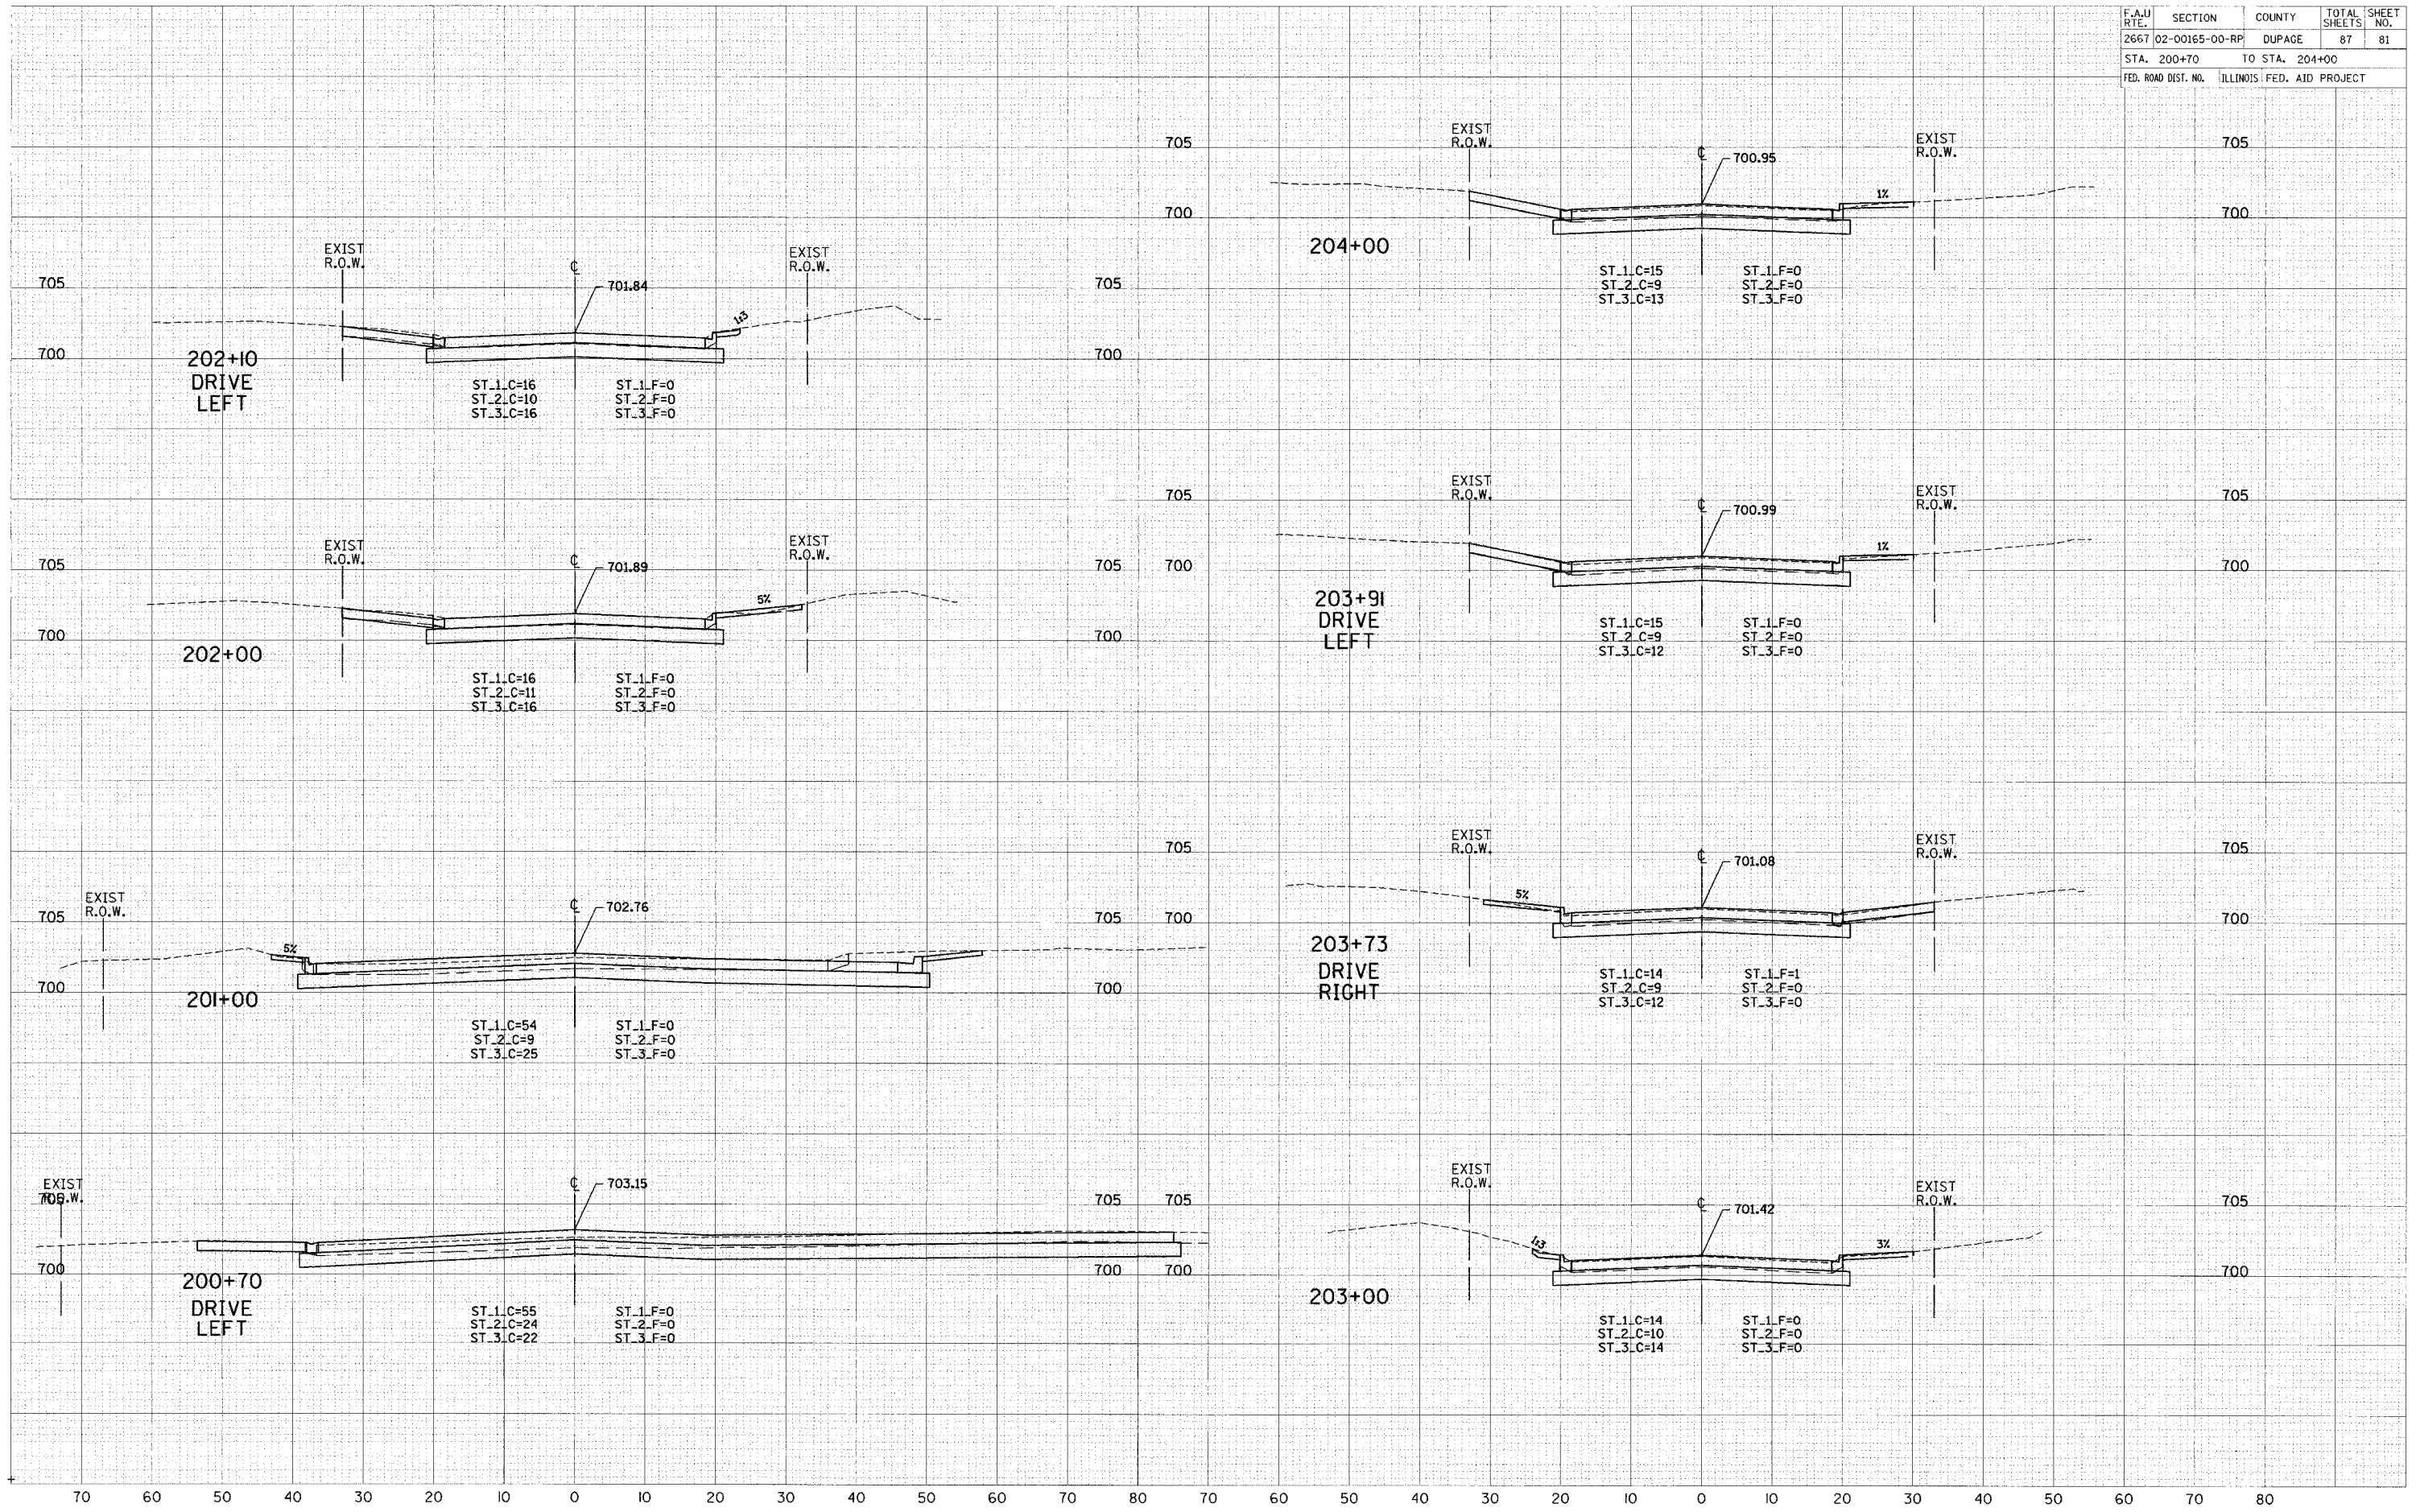 F.A.U RTE. SECTION COUNTY TOTAL SHEETS SHEET NO.
2667 02-00165-00-RP DUPAGE 87 81
STA. 200+70 TO STA. 204+00
FED. ROAD DIST. NO. ILLINOIS FED. AID PROJECT
EXIST
R.O.W.
℄
701.84
EXIST
R.O.W.
705 705
1:3
700 700
202+10
DRIVE
LEFT
ST_1_C=16 ST_1_F=0
ST_2_C=10 ST_2_F=0
ST_3_C=16 ST_3_F=0
EXIST
R.O.W.
℄
701.89
EXIST
R.O.W.
705 705
5%
700 700
202+00
ST_1_C=16 ST_1_F=0
ST_2_C=11 ST_2_F=0
ST_3_C=16 ST_3_F=0
EXIST
R.O.W.
℄
702.76
705 705
5%
700 700
201+00
ST_1_C=54 ST_1_F=0
ST_2_C=9 ST_2_F=0
ST_3_C=25 ST_3_F=0
EXIST
R.O.W.
℄
703.15
705 705
700 700
200+70
DRIVE
LEFT
ST_1_C=55 ST_1_F=0
ST_2_C=24 ST_2_F=0
ST_3_C=22 ST_3_F=0
EXIST
R.O.W.
℄
700.95
EXIST
R.O.W.
705 705
1%
700 700
204+00
ST_1_C=15 ST_1_F=0
ST_2_C=9 ST_2_F=0
ST_3_C=13 ST_3_F=0
EXIST
R.O.W.
℄
700.99
EXIST
R.O.W.
705 705
1%
700 700
203+91
DRIVE
LEFT
ST_1_C=15 ST_1_F=0
ST_2_C=9 ST_2_F=0
ST_3_C=12 ST_3_F=0
EXIST
R.O.W.
℄
701.08
EXIST
R.O.W.
705 705
5%
700 700
203+73
DRIVE
RIGHT
ST_1_C=14 ST_1_F=1
ST_2_C=9 ST_2_F=0
ST_3_C=12 ST_3_F=0
EXIST
R.O.W.
℄
701.42
EXIST
R.O.W.
705 705
1:3
3%
700 700
203+00
ST_1_C=14 ST_1_F=0
ST_2_C=10 ST_2_F=0
ST_3_C=14 ST_3_F=0
70 60 50 40 30 20 10 0 10 20 30 40 50 60 70 80 70 60 50 40 30 20 10 0 10 20 30 40 50 60 70 80